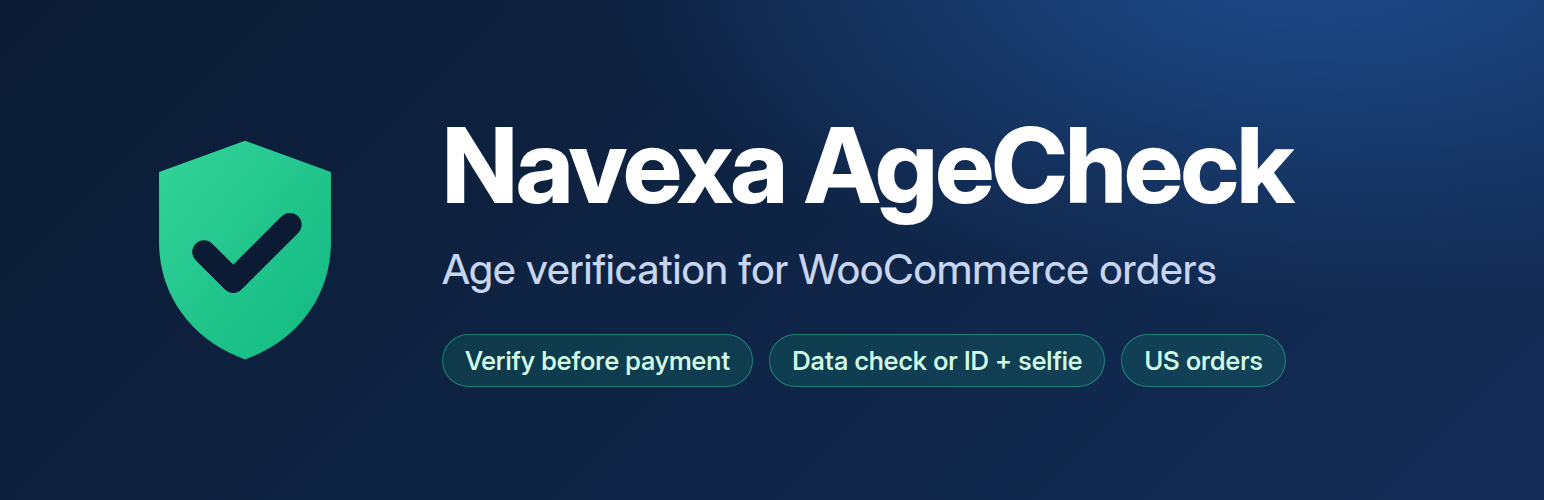 Navexa AgeCheck
Age verification for WooCommerce orders
Verify before payment
Data check or ID + selfie
US orders